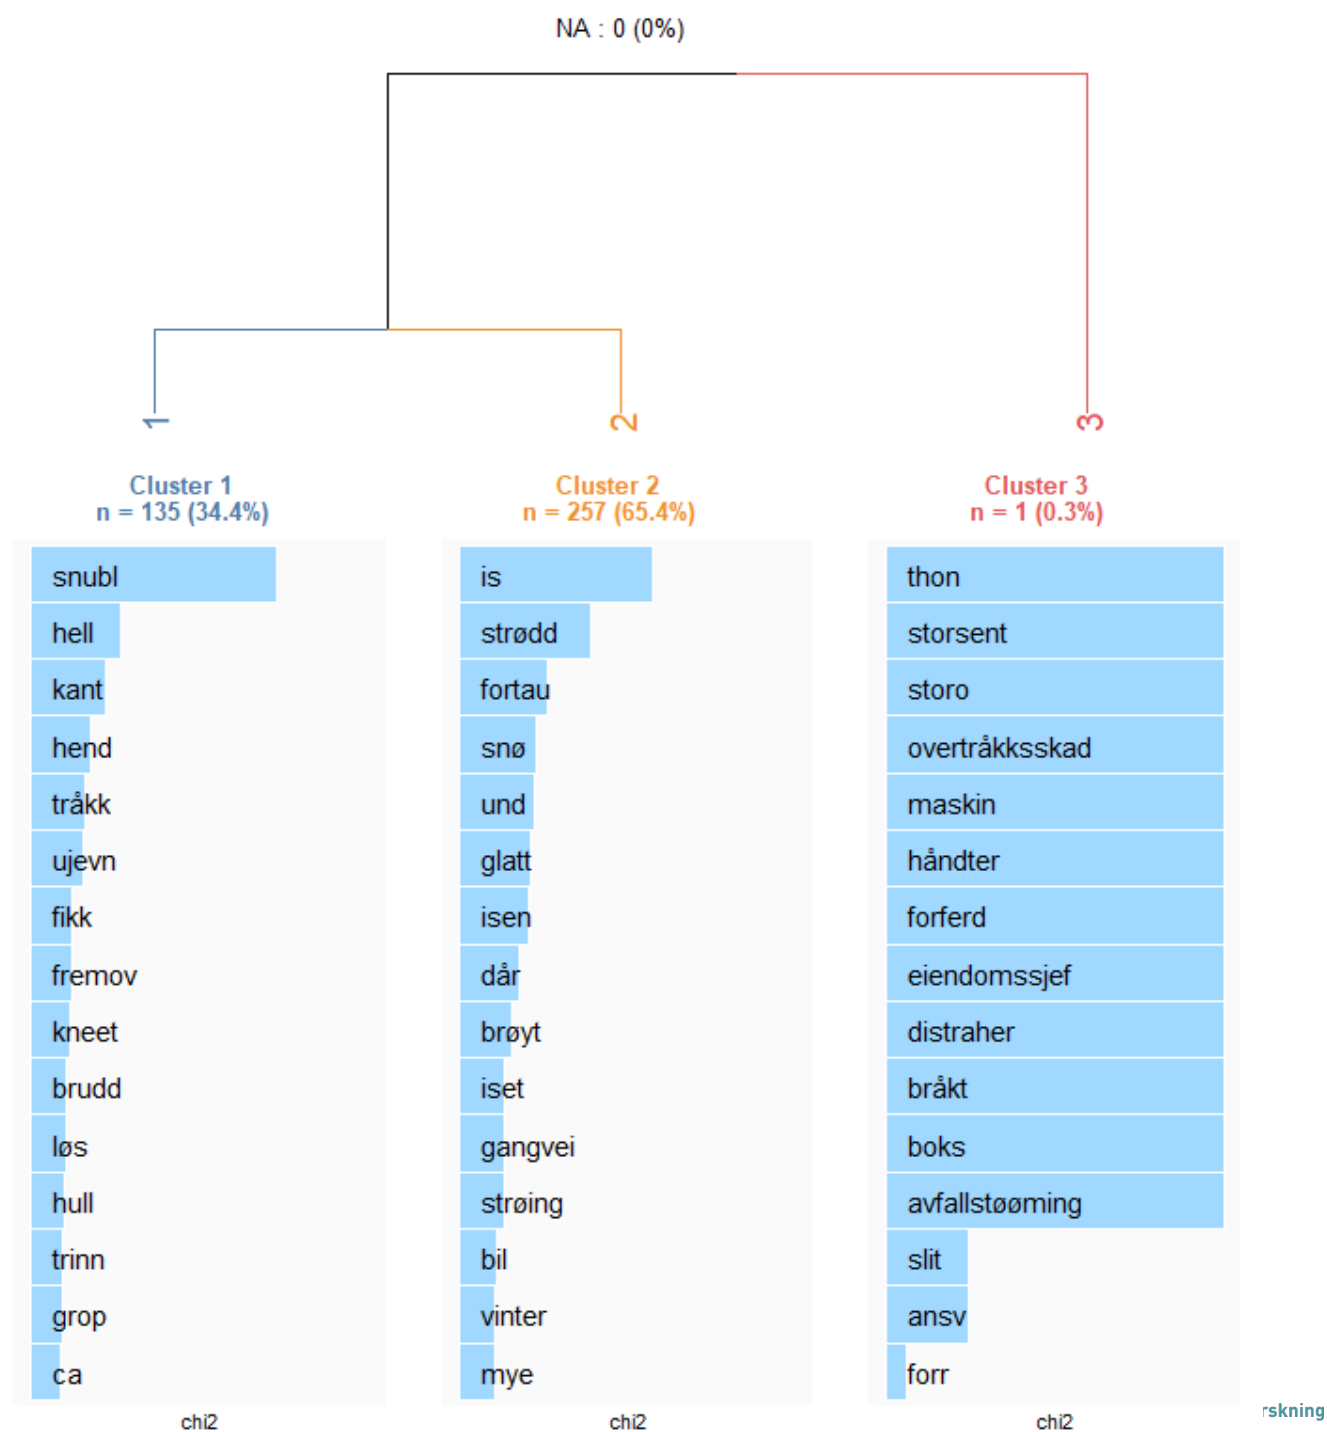 NA : 0 (0%)
1
2
3
Cluster 1
n = 135 (34.4%)
snubl
hell
kant
hend
tråkk
ujevn
fikk
fremov
kneet
brudd
løs
hull
trinn
grop
ca
chi2
Cluster 2
n = 257 (65.4%)
is
strødd
fortau
snø
und
glatt
isen
dår
brøyt
iset
gangvei
strøing
bil
vinter
mye
chi2
Cluster 3
n = 1 (0.3%)
thon
storsent
storo
overtråkksskad
maskin
håndter
forferd
eiendomssjef
distraher
bråkt
boks
avfallstøøming
slit
ansv
forr
chi2
rskning